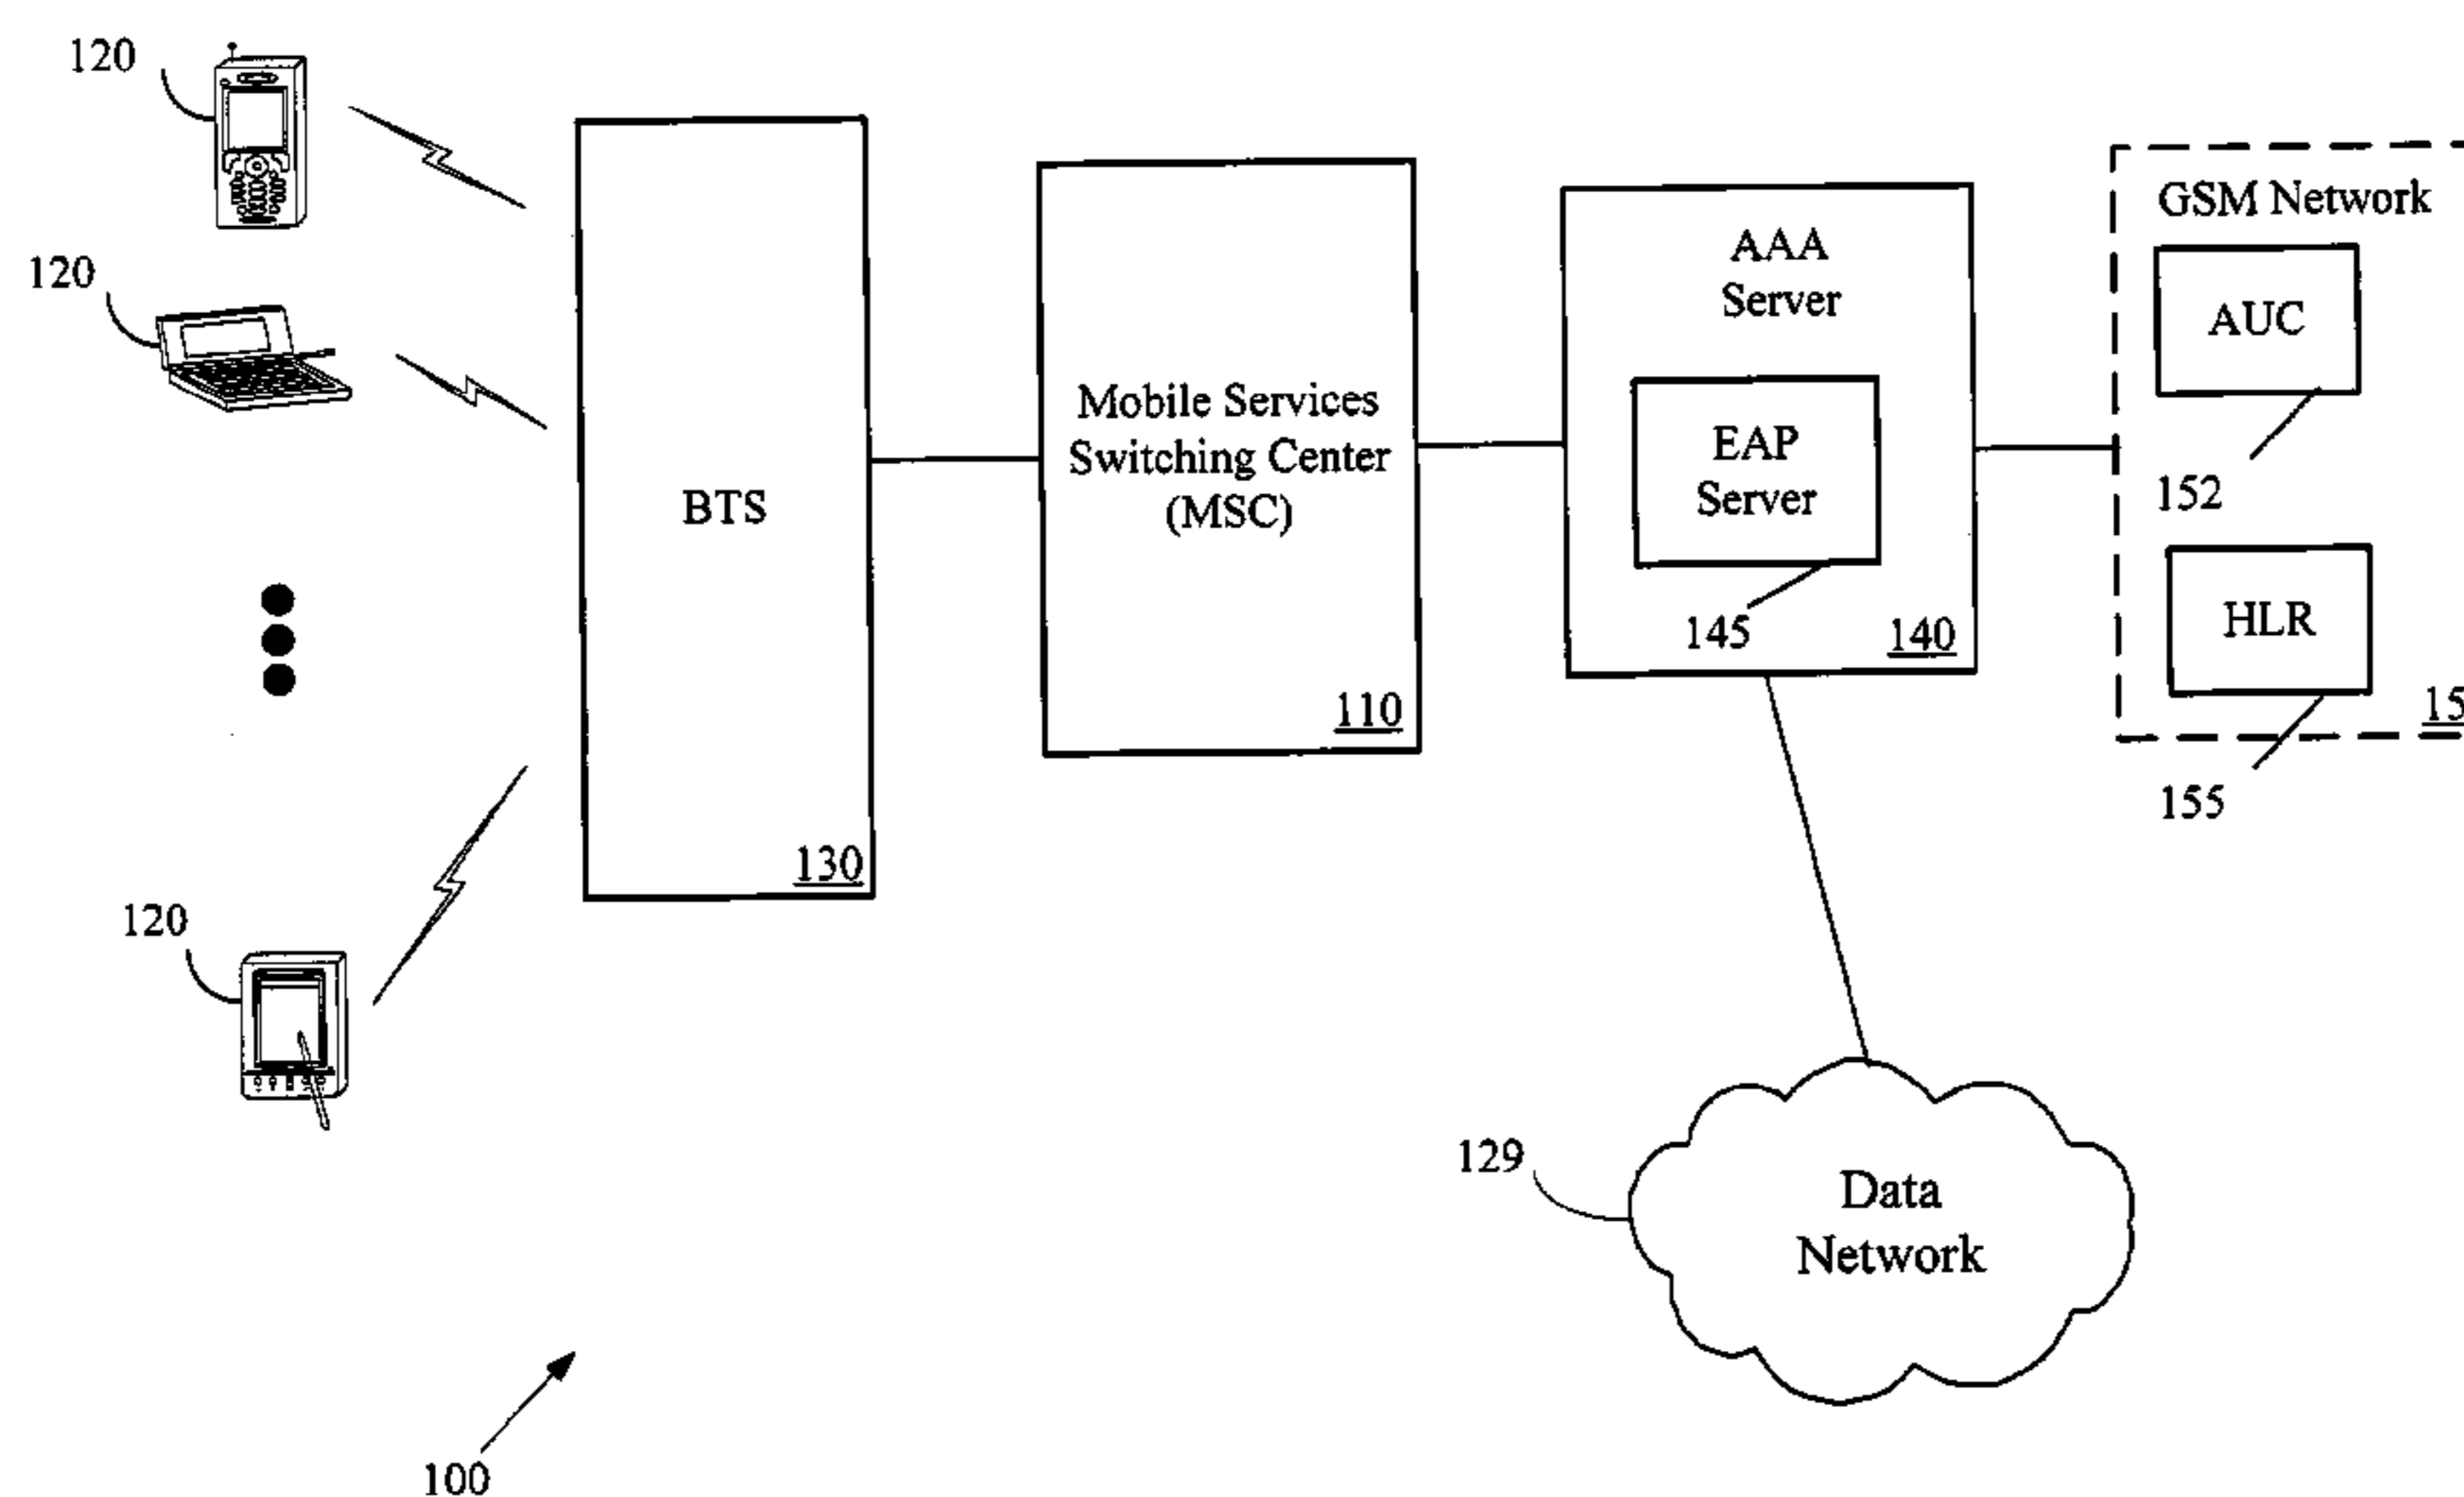 120
120
120
BTS
130
Mobile Services
Switching Center
(MSC)
110
AAA
Server
EAP
Server
145
140
GSM Network
AUC
152
HLR
15
155
129
Data
Network
100